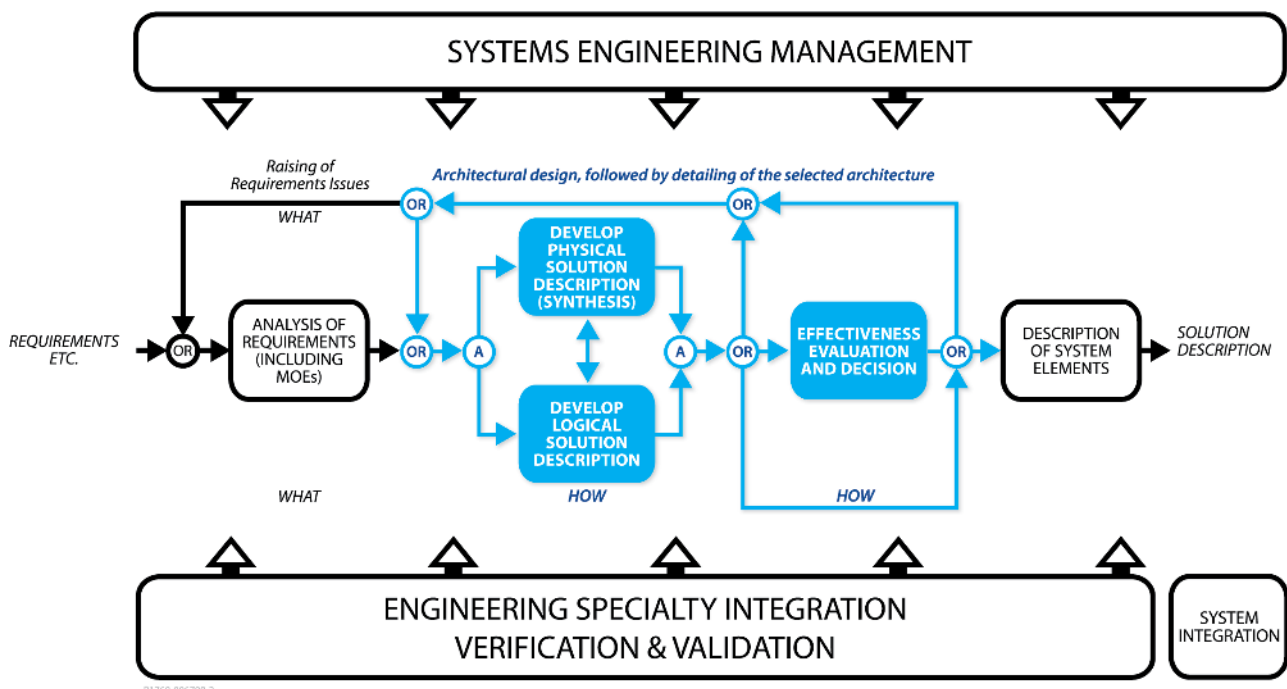 SYSTEMS ENGINEERING MANAGEMENT
Raising of
Requirements Issues
Architectural design, followed by detailing of the selected architecture
OR
OR
WHAT
DEVELOP
PHYSICAL
SOLUTION
DESCRIPTION
(SYNTHESIS)
REQUIREMENTS
ETC.
OR
ANALYSIS OF
REQUIREMENTS
(INCLUDING
MOEs)
OR
A
A
OR
EFFECTIVENESS
EVALUATION
AND DECISION
OR
DESCRIPTION
OF SYSTEM
ELEMENTS
SOLUTION
DESCRIPTION
DEVELOP
LOGICAL
SOLUTION
DESCRIPTION
WHAT
HOW
HOW
ENGINEERING SPECIALTY INTEGRATION
VERIFICATION & VALIDATION
SYSTEM
INTEGRATION